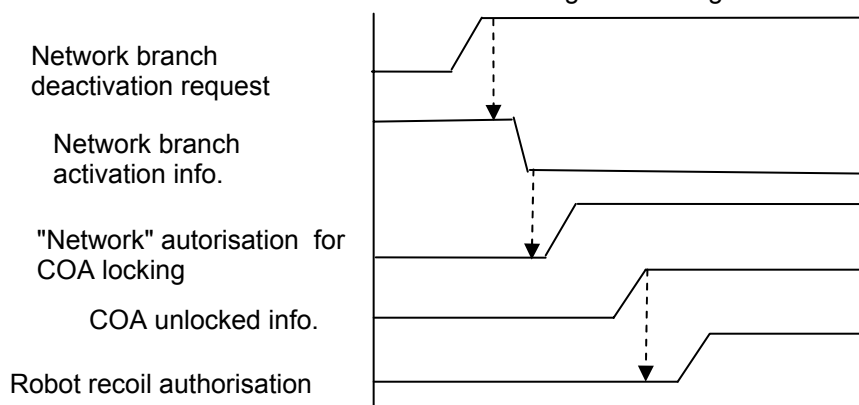 Network branch
deactivation request
Network branch
activation info.
"Network" autorisation for
COA locking
COA unlocked info.
Robot recoil authorisation